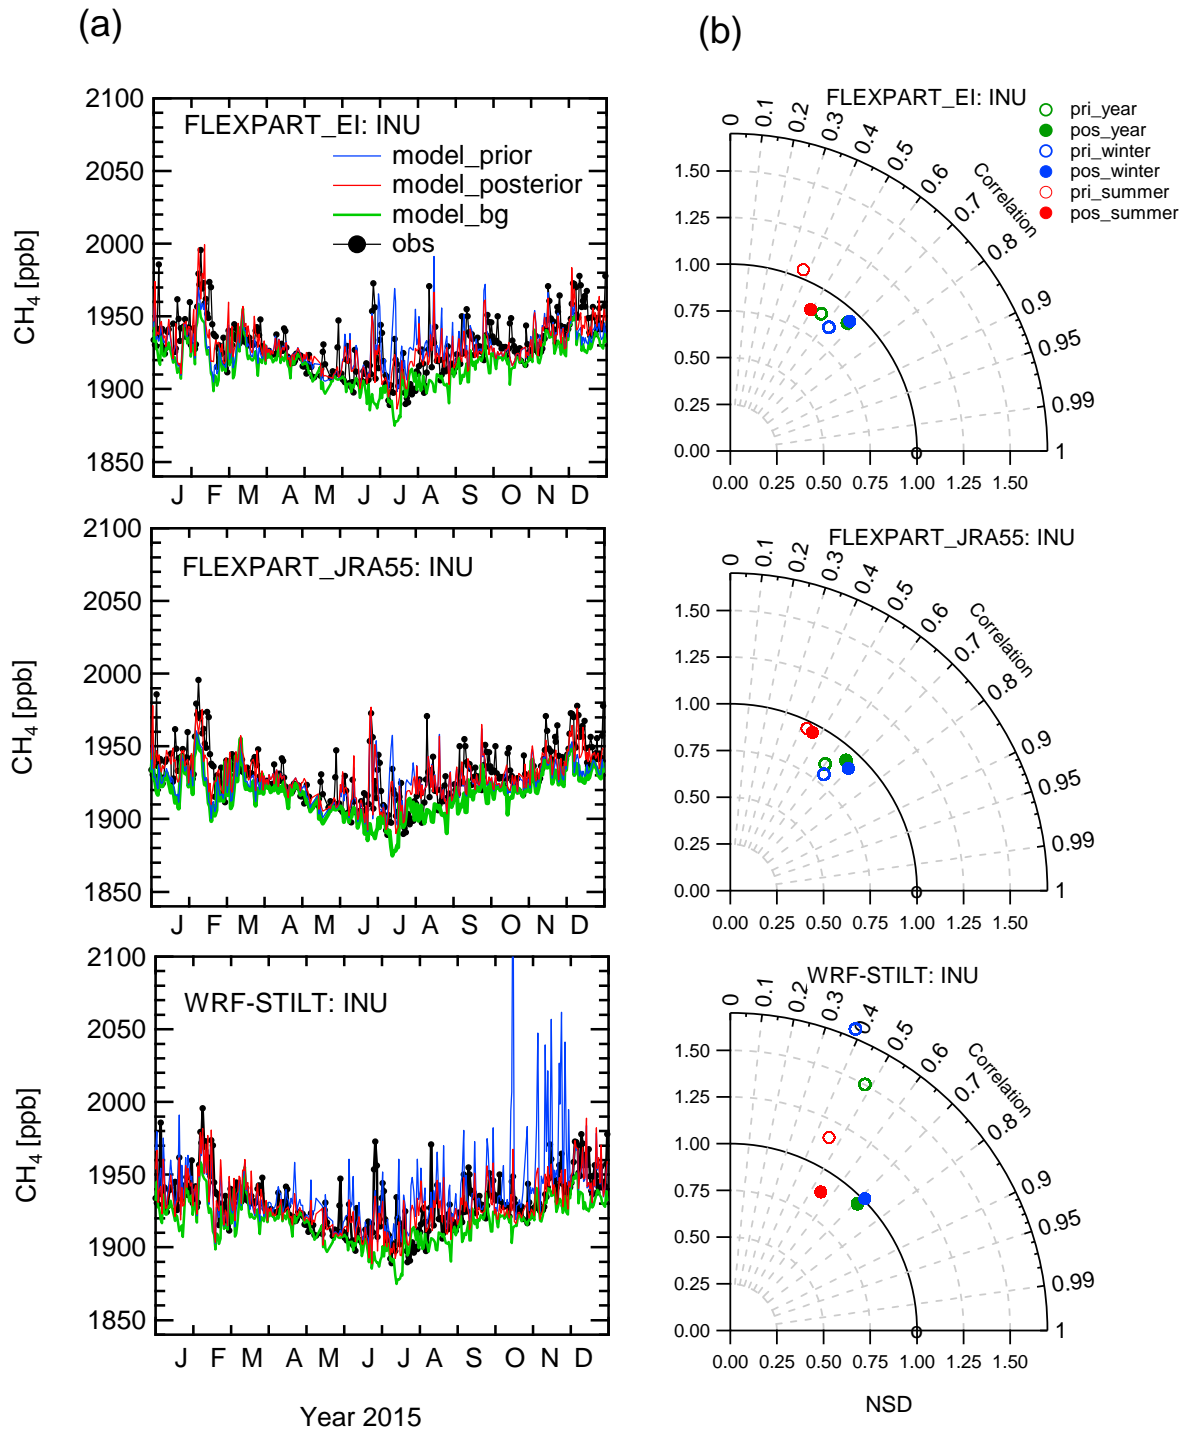 (a)
(b)
2100
2050
2000
1950
1900
1850
CH4 [ppb]
FLEXPART_EI: INU
model_prior
model_posterior
model_bg
obs
J F M A M J J A S O N D
FLEXPART_EI: INU
pri_year
pos_year
pri_winter
pos_winter
pri_summer
pos_summer
0 0.1 0.2 0.3 0.4 0.5 0.6 0.7 0.8 0.9 0.95 0.99 1
Correlation
1.50
1.25
1.00
0.75
0.50
0.25
0.00
0.00 0.25 0.50 0.75 1.00 1.25 1.50
2100
2050
2000
1950
1900
1850
CH4 [ppb]
FLEXPART_JRA55: INU
J F M A M J J A S O N D
FLEXPART_JRA55: INU
0 0.1 0.2 0.3 0.4 0.5 0.6 0.7 0.8 0.9 0.95 0.99 1
Correlation
1.50
1.25
1.00
0.75
0.50
0.25
0.00
0.00 0.25 0.50 0.75 1.00 1.25 1.50
2100
2050
2000
1950
1900
1850
CH4 [ppb]
WRF-STILT: INU
J F M A M J J A S O N D
Year 2015
WRF-STILT: INU
0 0.1 0.2 0.3 0.4 0.5 0.6 0.7 0.8 0.9 0.95 0.99 1
Correlation
1.50
1.25
1.00
0.75
0.50
0.25
0.00
0.00 0.25 0.50 0.75 1.00 1.25 1.50
NSD